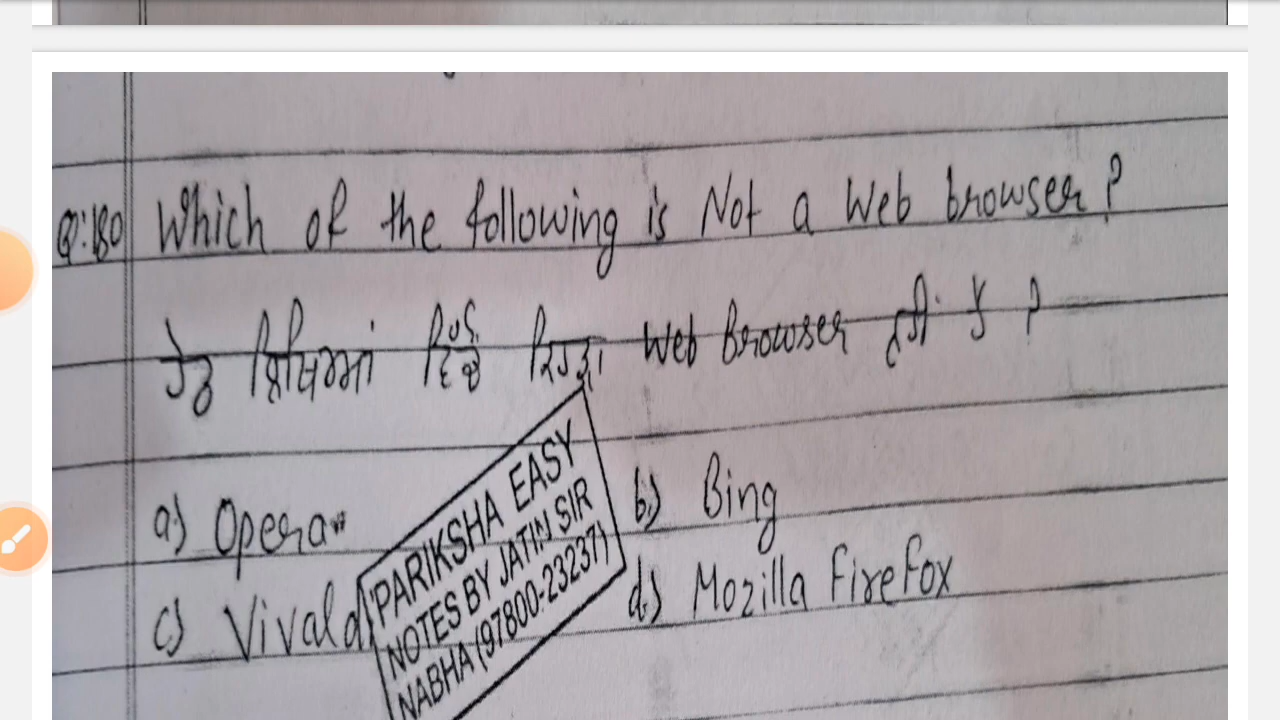 Q:180 Which of the following is Not a Web browser?
ਹੇਠ ਲਿਖਿਆਂ ਵਿੱਚੋਂ ਕਿਹੜਾ Web Browser ਨਹੀਂ ਹੈ ?
a) Opera
b) Bing
c) Vivaldi
d) Mozilla Firefox
PARIKSHA EASY
NOTES BY JATIN SIR
NABHA (97800-23237)